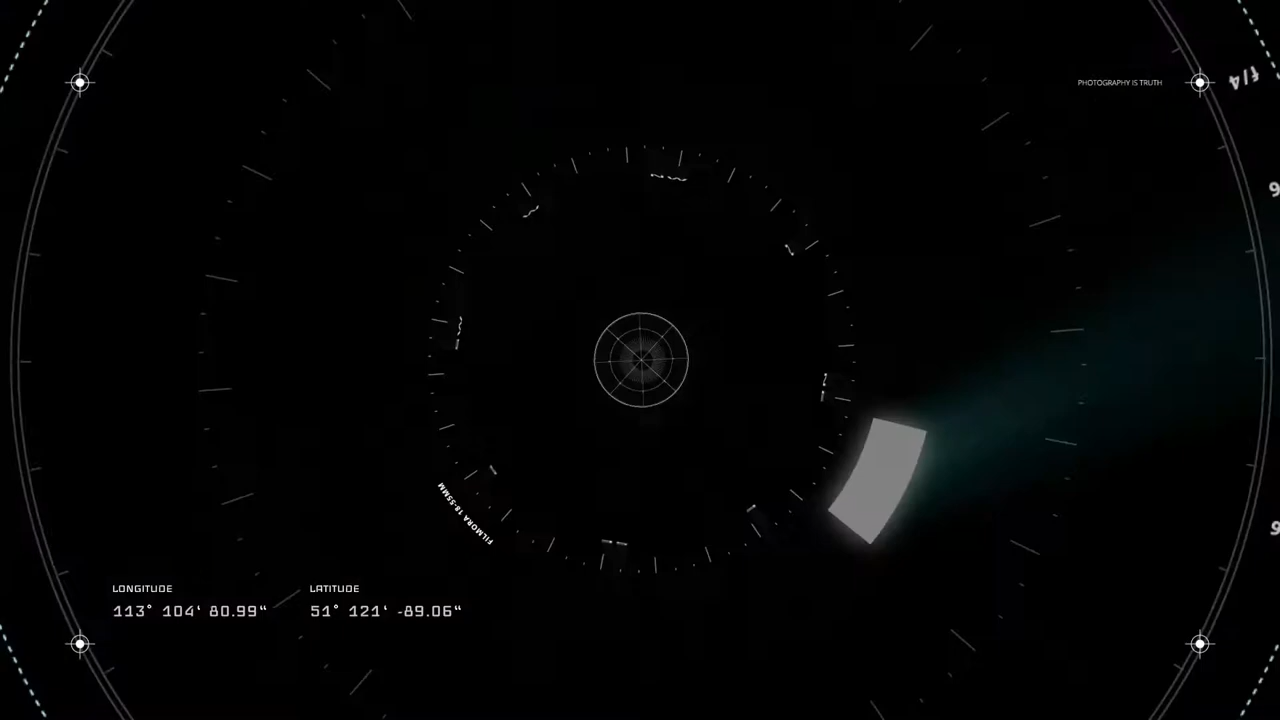 PHOTOGRAPHY IS TRUTH
f/4
FILMORA 18-55MM
LONGITUDE
113° 104‘ 80.99“
LATITUDE
51° 121‘ -89.06“